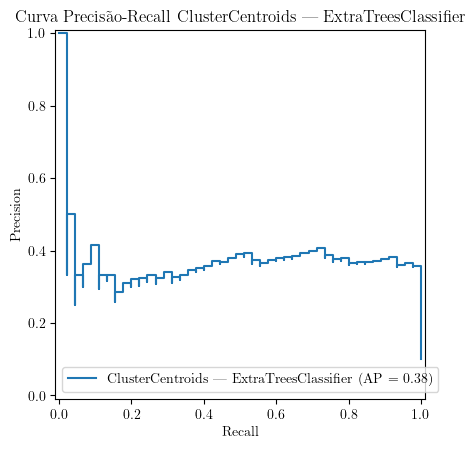 Curva Precisão-Recall ClusterCentroids — ExtraTreesClassifier
1.0
0.8
0.6
0.4
0.2
0.0
Precision
ClusterCentroids — ExtraTreesClassifier (AP = 0.38)
0.0 0.2 0.4 0.6 0.8 1.0
Recall